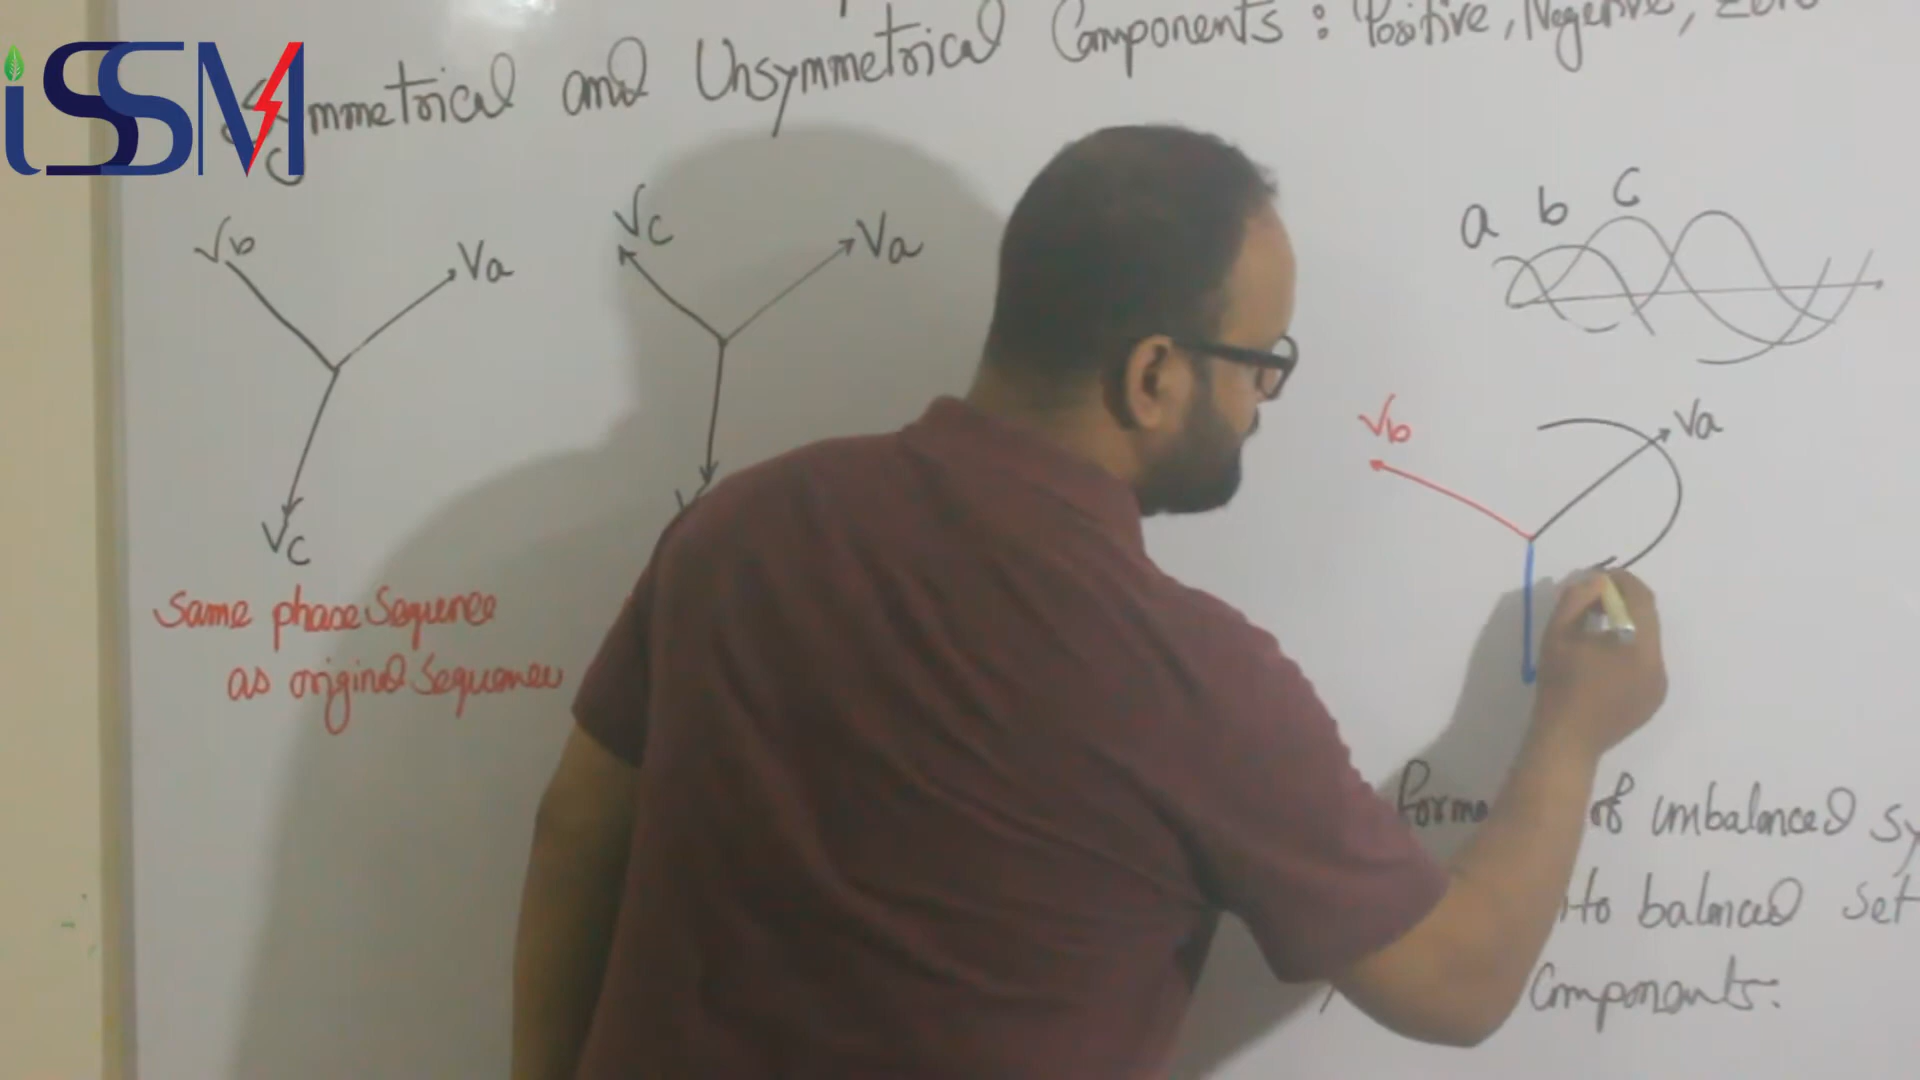 iSSM
Symmetrical and Unsymmetrical Components : Positive, Negative, Zero
Vb
Va
Vc
Vc
Va
V
same phase Sequence
as original Sequence
a b c
Vb
Va
of unbalanced sy
to balanced set
Components.